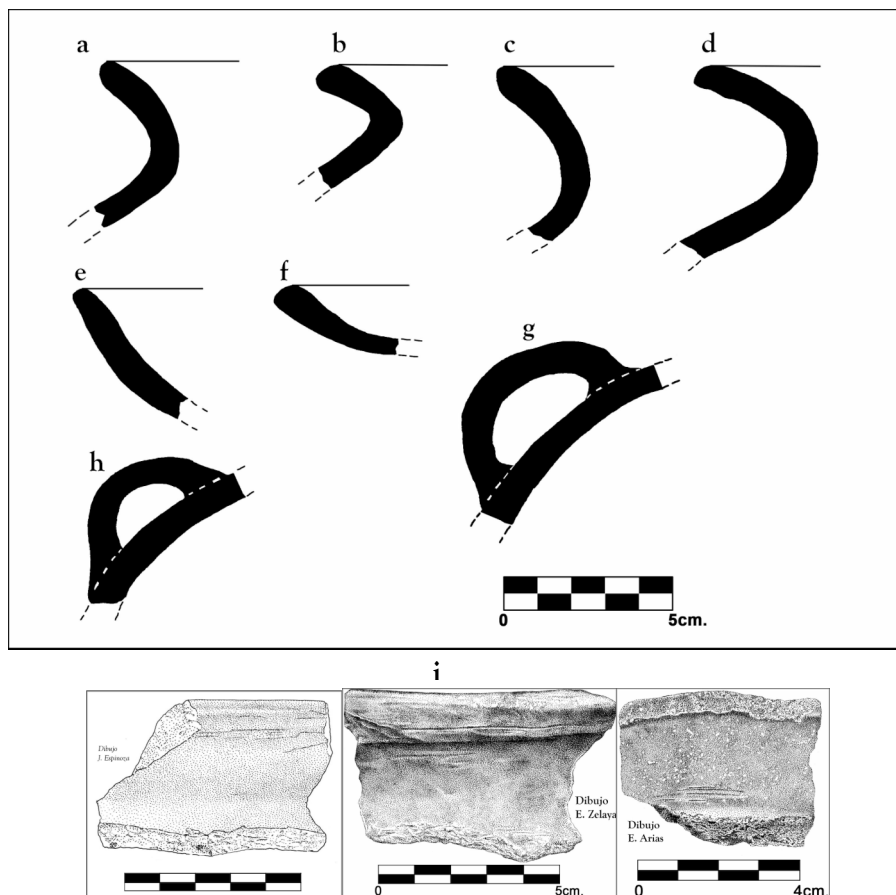 a
b
c
d
e
f
g
h
0 5cm.
i
Dibujo
J. Espinoza
Dibujo
E. Zelaya
0 5cm.
Dibujo
E. Arias
0 4cm